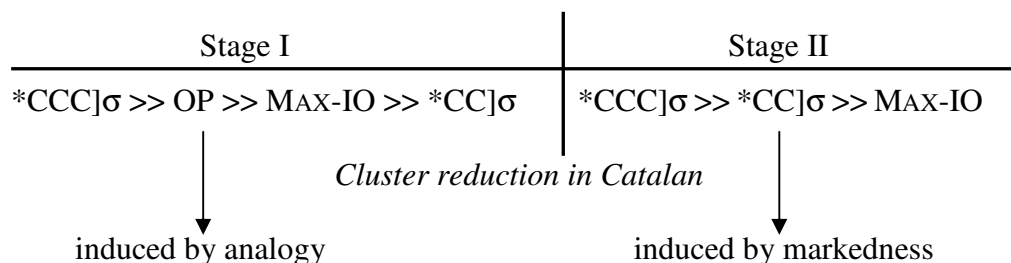 Stage I Stage II
*CCC]σ >> OP >> MAX-IO >> *CC]σ *CCC]σ >> *CC]σ >> MAX-IO
Cluster reduction in Catalan
induced by analogy induced by markedness